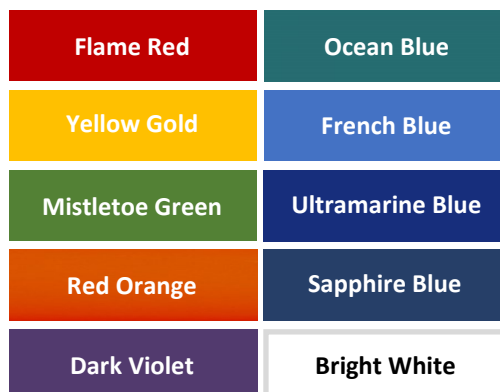 Flame Red
Ocean Blue
Yellow Gold
French Blue
Mistletoe Green
Ultramarine Blue
Red Orange
Sapphire Blue
Dark Violet
Bright White